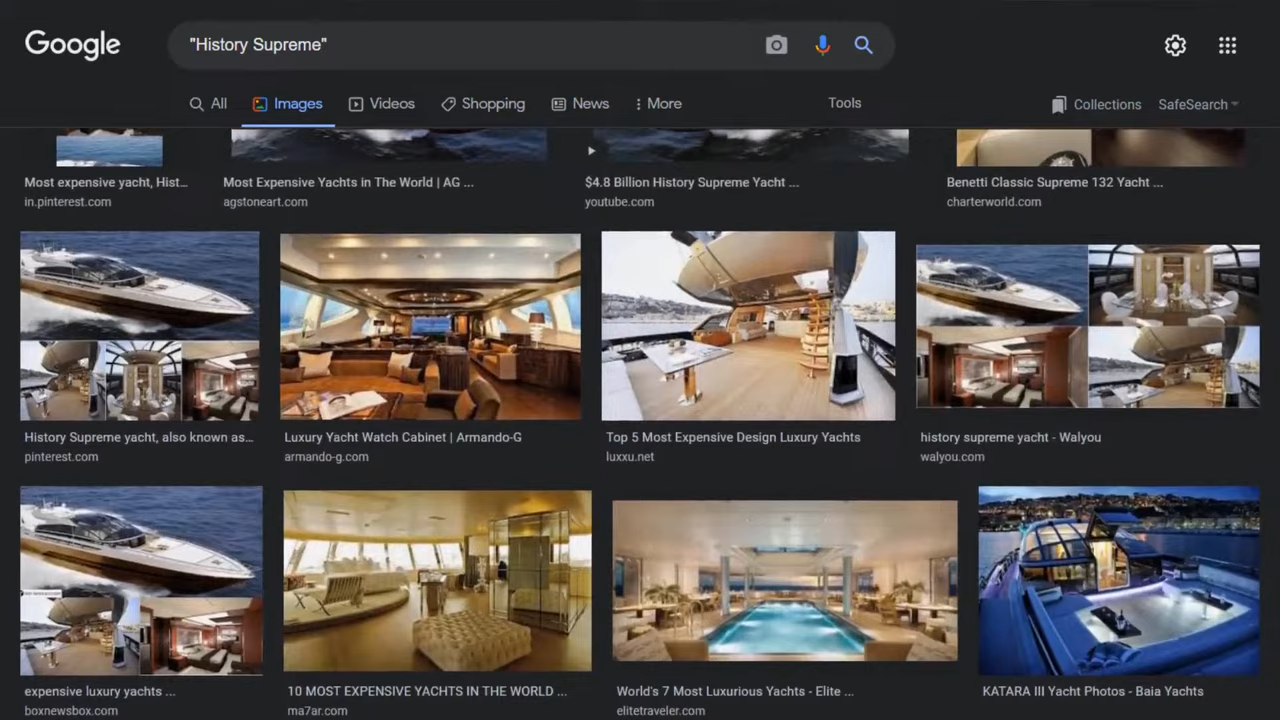 Google
"History Supreme"
All
Images
Videos
Shopping
News
More
Tools
Collections
SafeSearch
Most expensive yacht, Hist...
in.pinterest.com
Most Expensive Yachts in The World | AG ...
agstoneart.com
$4.8 Billion History Supreme Yacht ...
youtube.com
Benetti Classic Supreme 132 Yacht ...
charterworld.com
History Supreme yacht, also known as...
pinterest.com
Luxury Yacht Watch Cabinet | Armando-G
armando-g.com
Top 5 Most Expensive Design Luxury Yachts
luxxu.net
history supreme yacht - Walyou
walyou.com
expensive luxury yachts ...
boxnewsbox.com
10 MOST EXPENSIVE YACHTS IN THE WORLD ...
ma7ar.com
World's 7 Most Luxurious Yachts - Elite ...
elitetraveler.com
KATARA III Yacht Photos - Baia Yachts